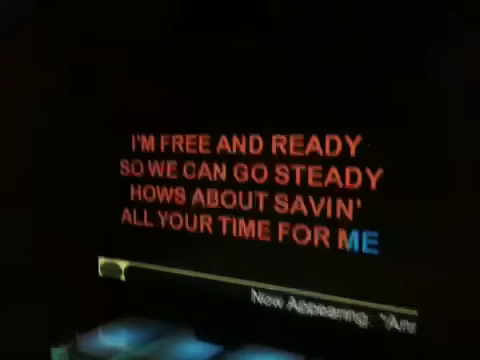 I'M FREE AND READY
SO WE CAN GO STEADY
HOWS ABOUT SAVIN'
ALL YOUR TIME FOR ME
Now Appearing: